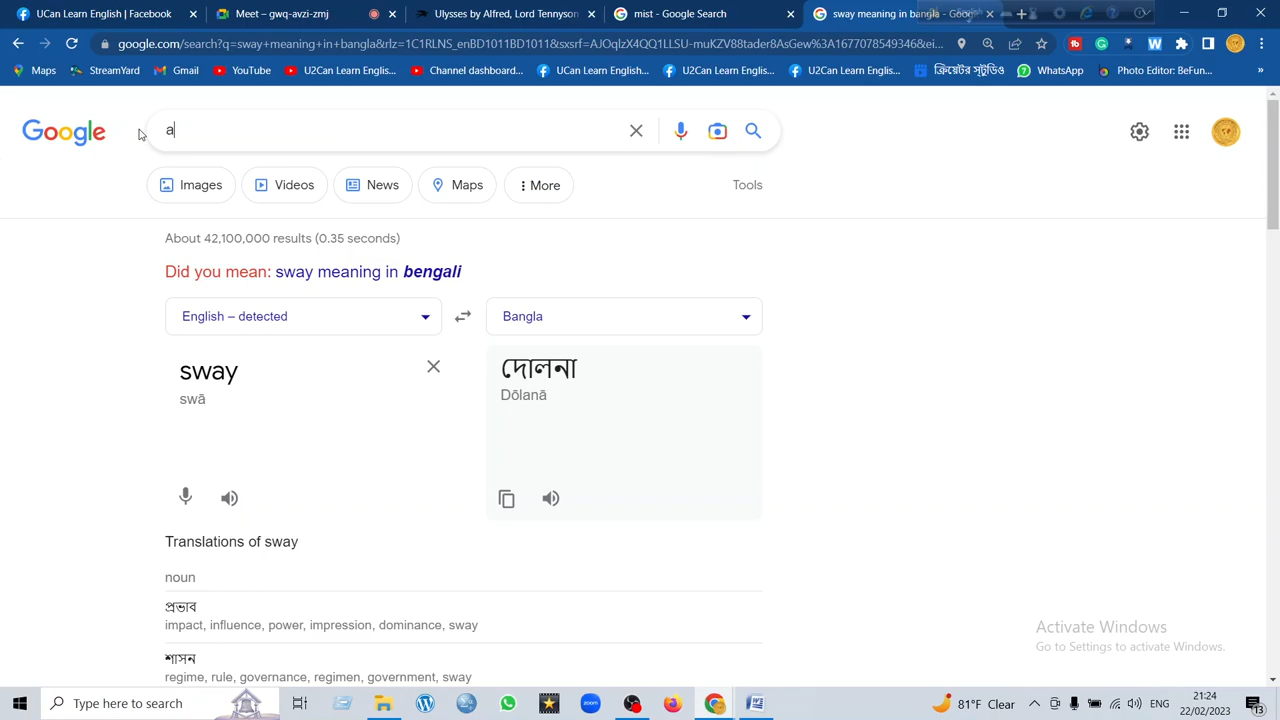 UCan Learn English | Facebook
Meet – gwq-avzi-zmj
Ulysses by Alfred, Lord Tennyson
mist - Google Search
sway meaning in bangla - Goog
google.com/search?q=sway+meaning+in+bangla&rlz=1C1RLNS_enBD1011BD1011&sxsrf=AJOqlzX4QQ1LLSU-muKZV88tader8AsGew%3A1677078549346&ei...
Maps
StreamYard
Gmail
YouTube
U2Can Learn Englis...
Channel dashboard...
UCan Learn English...
U2Can Learn Englis...
U2Can Learn Englis...
ক্রিয়েটর স্টুডিও
WhatsApp
Photo Editor: BeFun...
»
Google
a
Images
Videos
News
Maps
More
Tools
About 42,100,000 results (0.35 seconds)
Did you mean: sway meaning in bengali
English – detected
Bangla
sway
swā
দোলনা
Dōlanā
Translations of sway
noun
প্রভাব
impact, influence, power, impression, dominance, sway
শাসন
regime, rule, governance, regimen, government, sway
Activate Windows
Go to Settings to activate Windows.
Type here to search
zoom
81°F Clear
ENG
21:24
22/02/2023
13